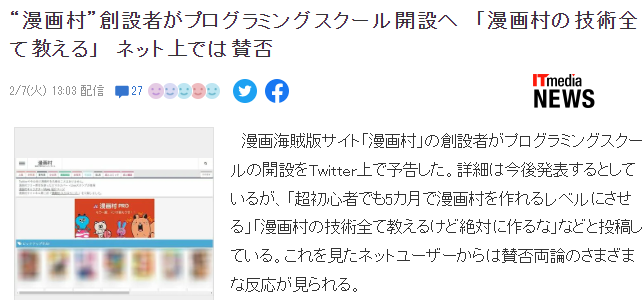 “漫画村”創設者がプログラミングスクール開設へ 「漫画村の技術全
て教える」 ネット上では賛否
2/7(火) 13:03 配信
27
ITmedia
NEWS
漫画海賊版サイト「漫画村」の創設者がプログラミングスクー
ルの開設をTwitter上で予告した。詳細は今後発表するとして
いるが、「超初心者でも5カ月で漫画村を作れるレベルにさせ
る」「漫画村の技術全て教えるけど絶対に作るな」などと投稿し
ている。これを見たネットユーザーからは賛否両論のさまざま
な反応が見られる。
漫画村
漫画村 PRO